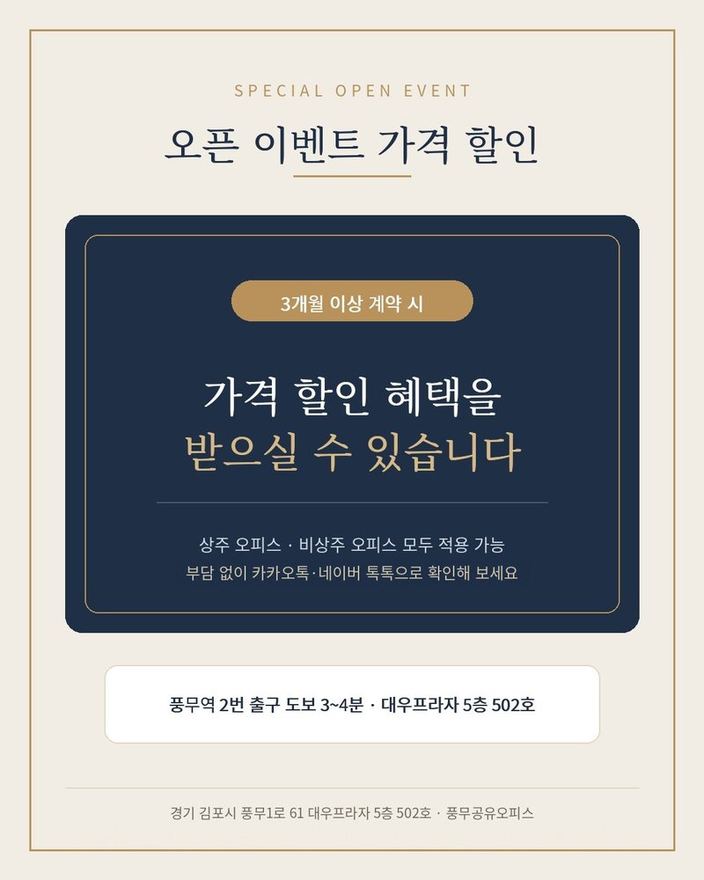 SPECIAL OPEN EVENT
오픈 이벤트 가격 할인
3개월 이상 계약 시
가격 할인 혜택을
받으실 수 있습니다
상주 오피스 · 비상주 오피스 모두 적용 가능
부담 없이 카카오톡·네이버 톡톡으로 확인해 보세요
풍무역 2번 출구 도보 3~4분 · 대우프라자 5층 502호
경기 김포시 풍무1로 61 대우프라자 5층 502호 · 풍무공유오피스